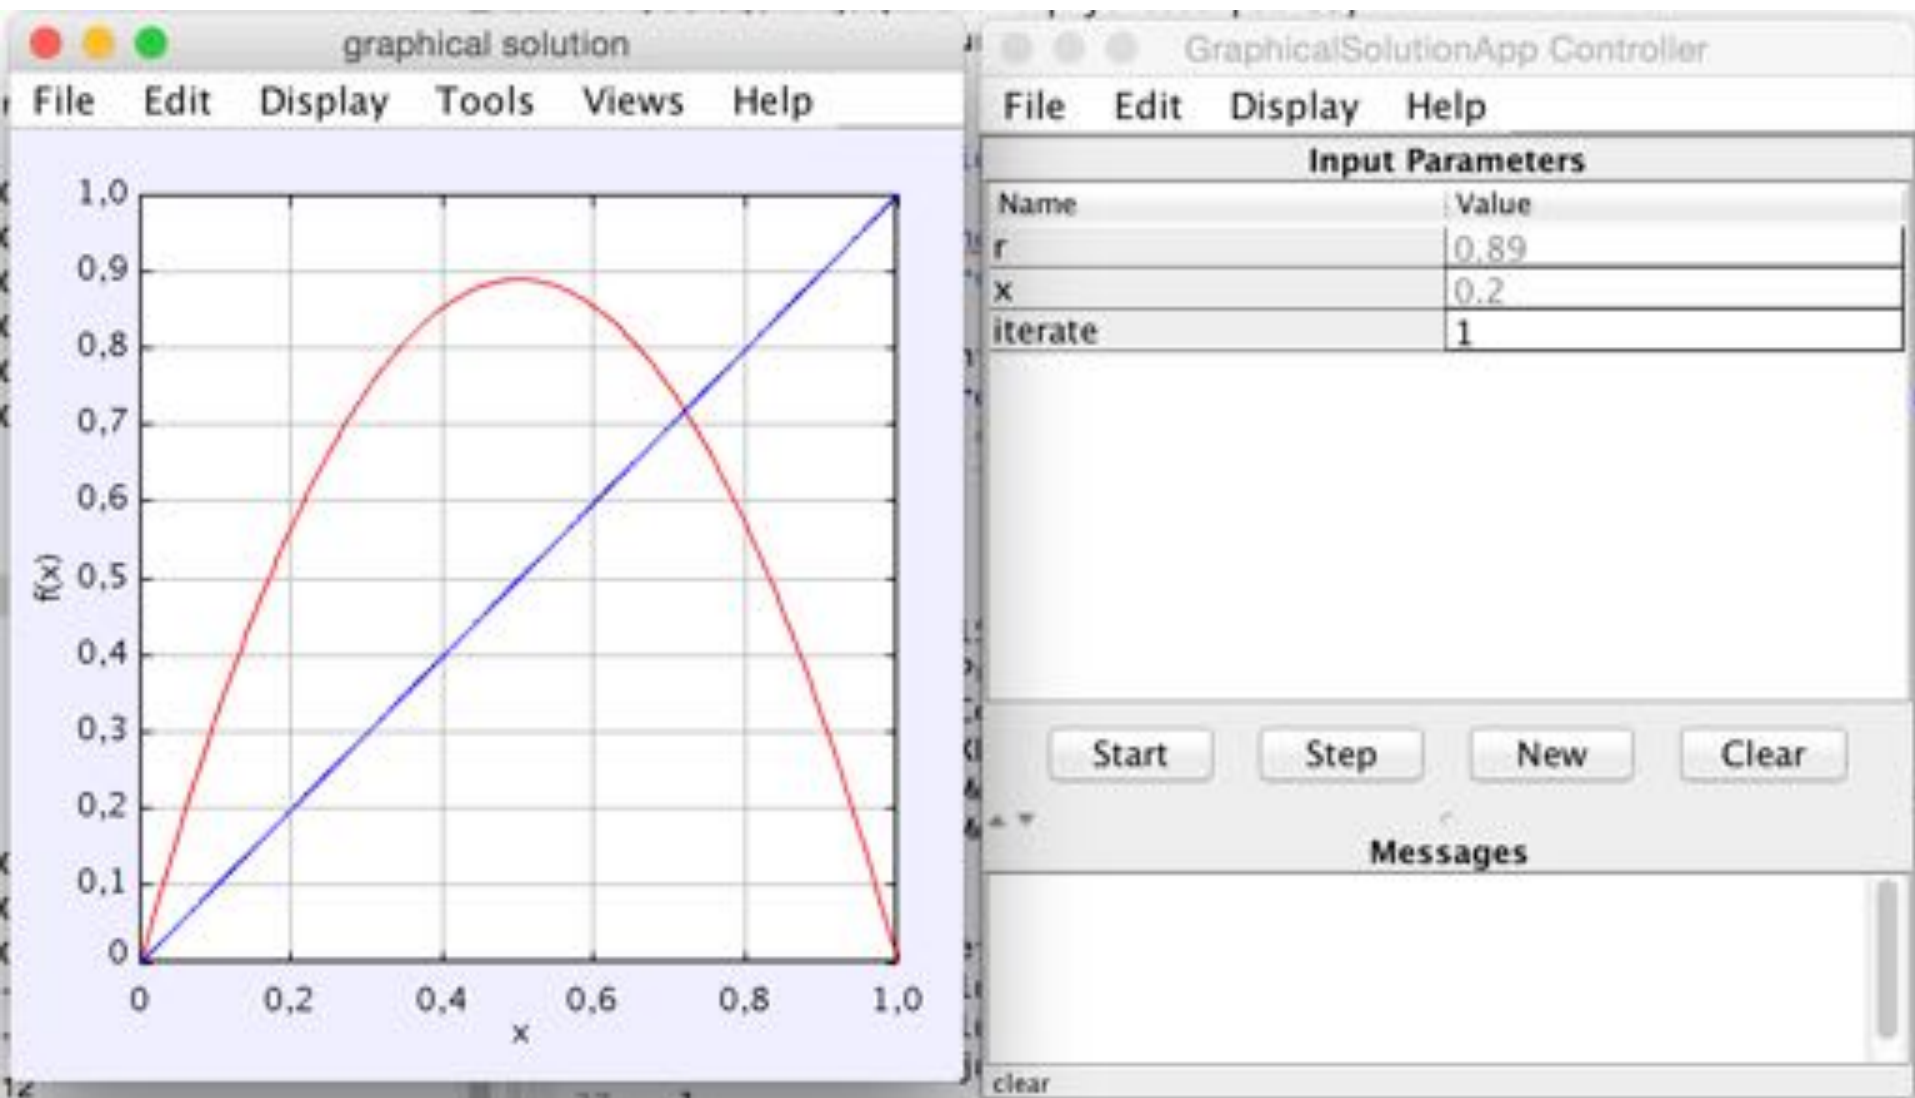 graphical solution
File Edit Display Tools Views Help
1,0
0,9
0,8
0,7
0,6
0,5
0,4
0,3
0,2
0,1
0
f(x)
0 0,2 0,4 0,6 0,8 1,0
x
GraphicalSolutionApp Controller
File Edit Display Help
Input Parameters
Name Value
r 0.89
x 0.2
iterate 1
Start Step New Clear
Messages
clear
12